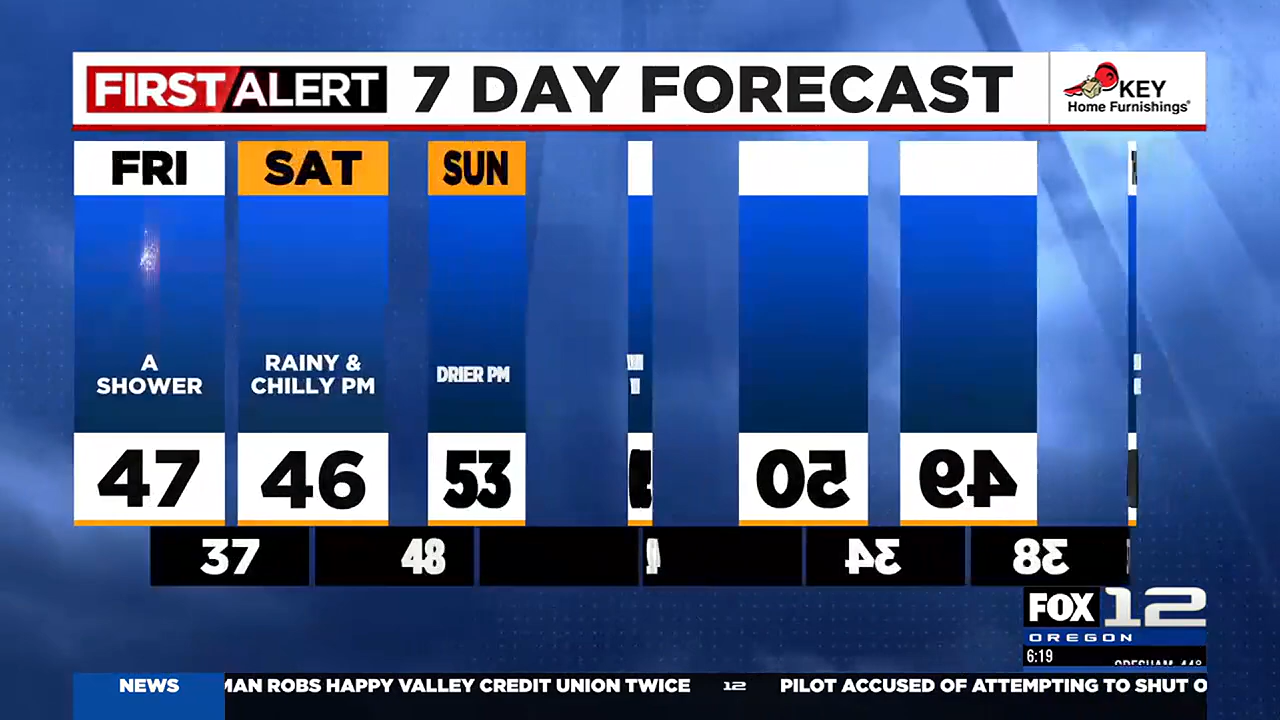 FIRST ALERT 7 DAY FORECAST
KEY
Home Furnishings
FRI SAT SUN
A
SHOWER
RAINY &
CHILLY PM
DRIER PM
47 46 53 50 49
37 48 34 38
FOX 12
OREGON
6:19
NEWS MAN ROBS HAPPY VALLEY CREDIT UNION TWICE 12 PILOT ACCUSED OF ATTEMPTING TO SHUT O